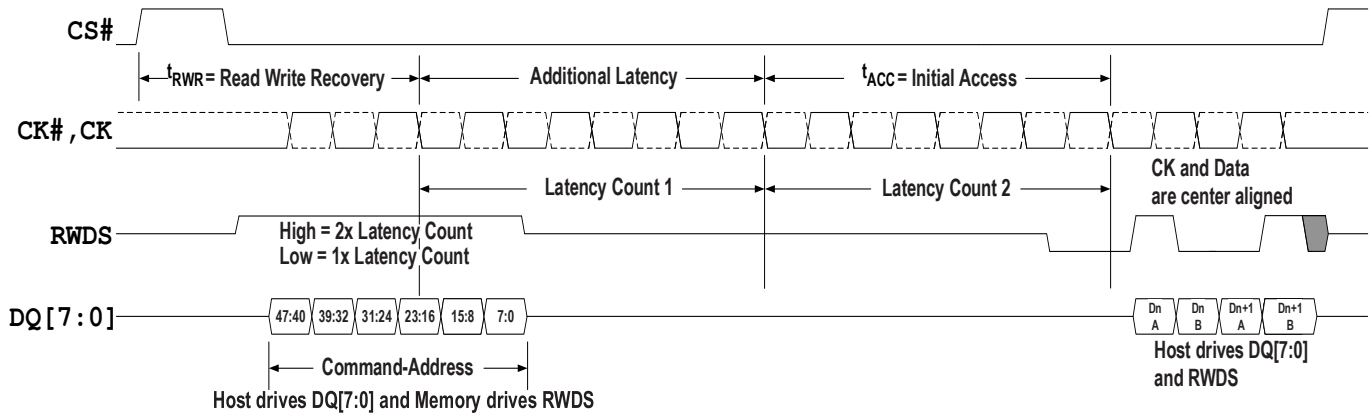 CS#
tRWR = Read Write Recovery
Additional Latency
tACC = Initial Access
CK#,CK
Latency Count 1
Latency Count 2
CK and Data
are center aligned
RWDS
High = 2x Latency Count
Low = 1x Latency Count
DQ[7:0]
47:40 39:32 31:24 23:16 15:8 7:0
Dn A
Dn B
Dn+1 A
Dn+1 B
Command-Address
Host drives DQ[7:0] and Memory drives RWDS
Host drives DQ[7:0]
and RWDS